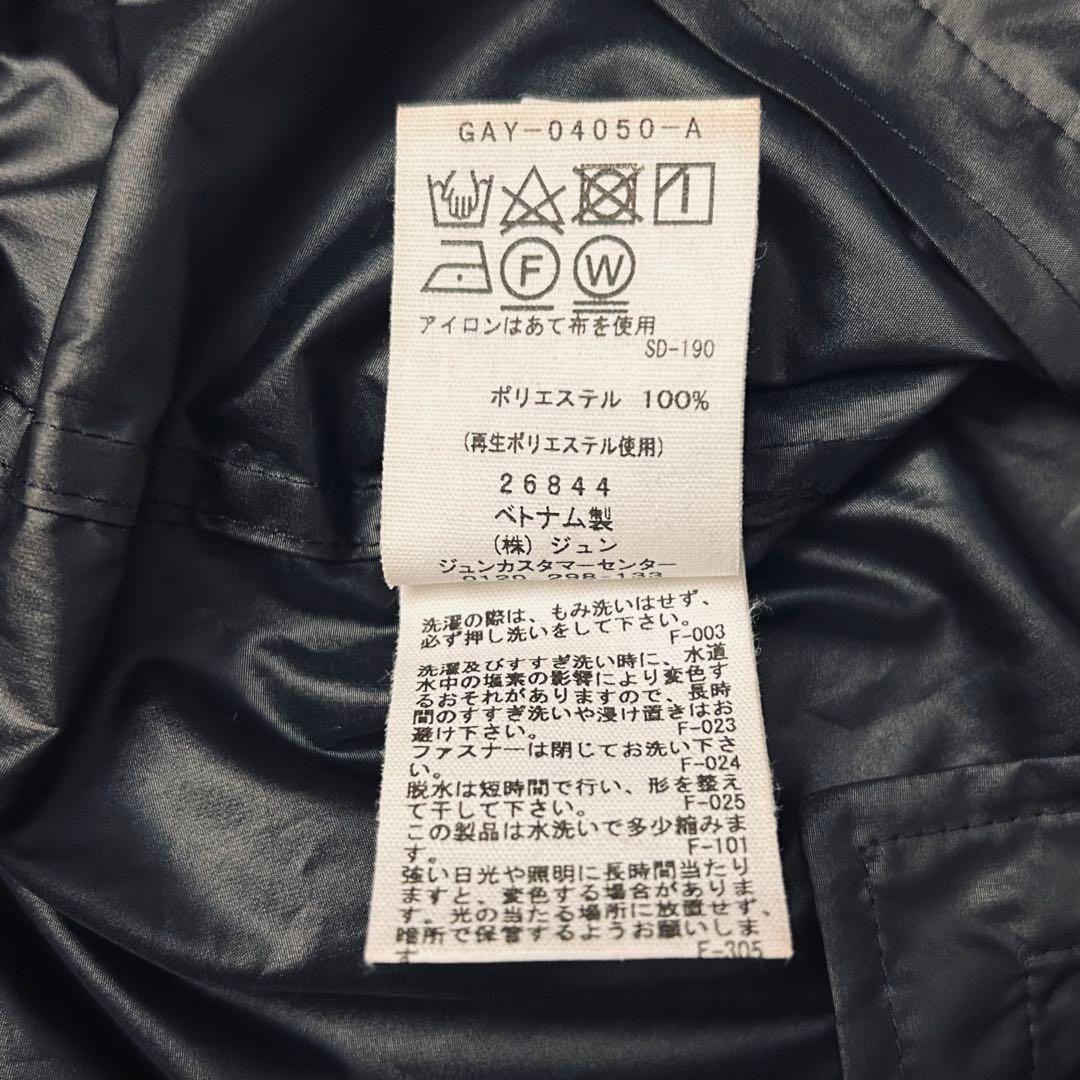 GAY-04050-A
F W
アイロンはあて布を使用
SD-190
ポリエステル 100%
(再生ポリエステル使用)
26844
ベトナム製
(株) ジュン
ジュンカスタマーセンター
0120 298-133
洗濯の際は、もみ洗いはせず、
必ず押し洗いをして下さい。
F-003
洗濯及びすすぎ洗い時に、水道
水中の塩素の影響により変色す
るおそれがありますので、長時
間のすすぎ洗いや浸け置きはお
避け下さい。 F-023
ファスナーは閉じてお洗い下さ
い。 F-024
脱水は短時間で行い、形を整え
て干して下さい。 F-025
この製品は水洗いで多少縮みま
す。 F-101
強い日光や照明に長時間当たり
ますと、変色する場合がありま
す。光の当たる場所に放置せず、
暗所で保管するようお願いしま
す F-305